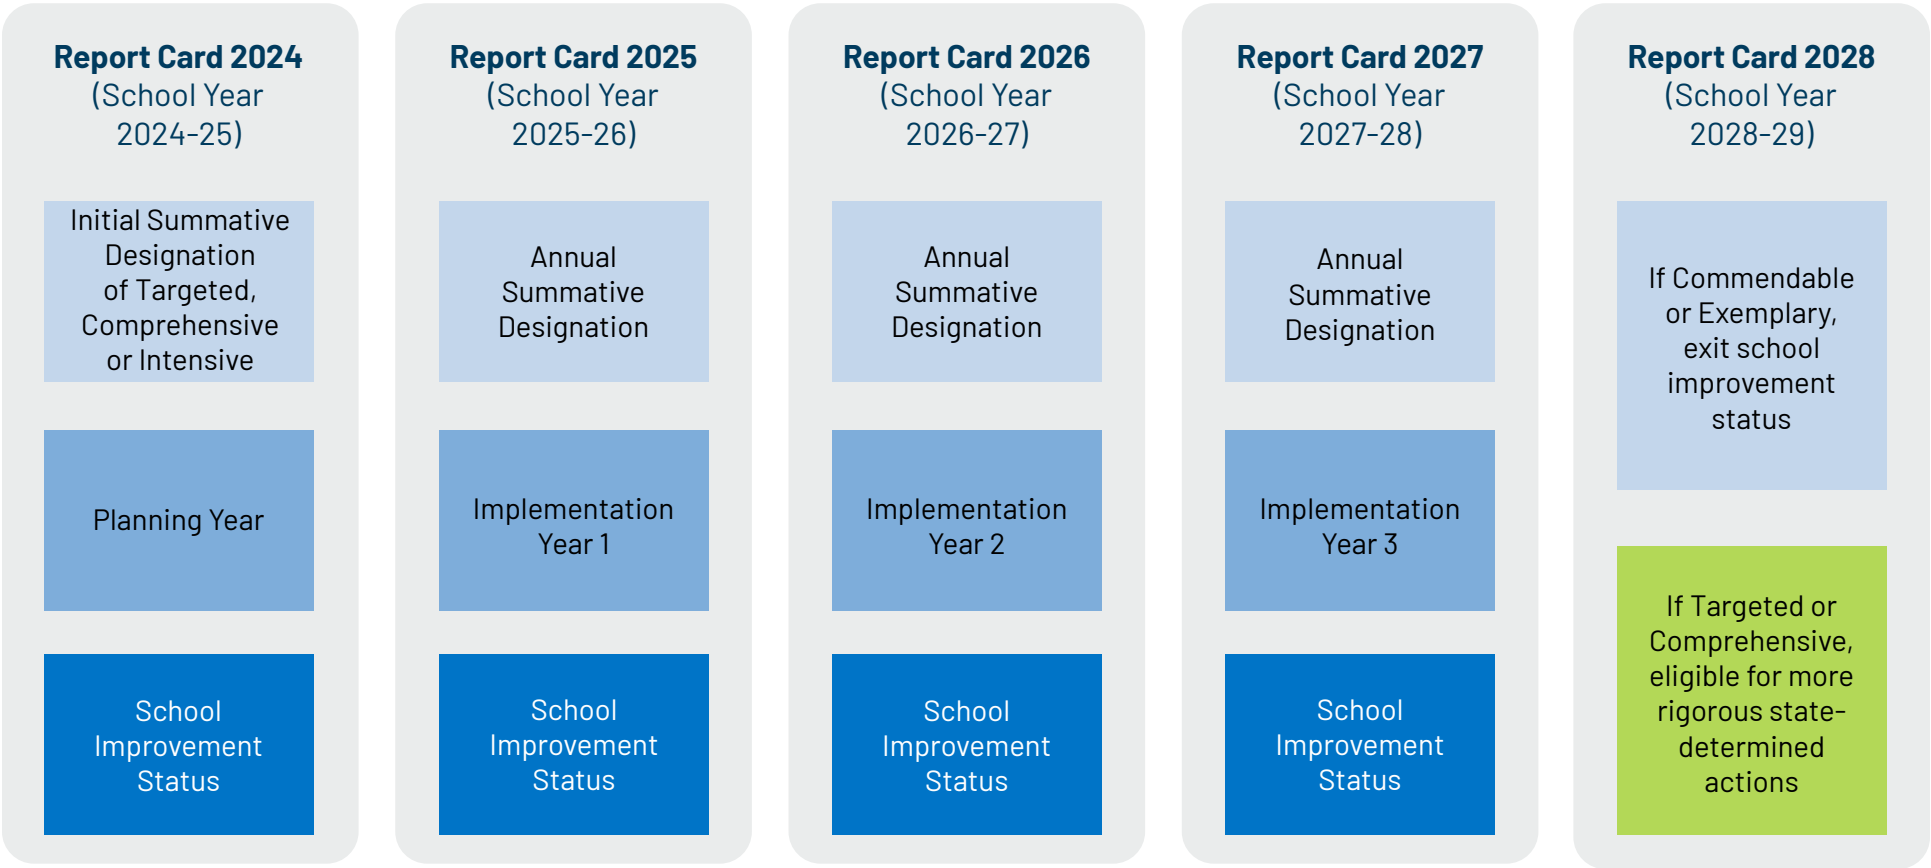 Report Card 2024
(School Year
2024-25)
Initial Summative
Designation
of Targeted,
Comprehensive
or Intensive
Planning Year
School
Improvement
Status
Report Card 2025
(School Year
2025-26)
Annual
Summative
Designation
Implementation
Year 1
School
Improvement
Status
Report Card 2026
(School Year
2026-27)
Annual
Summative
Designation
Implementation
Year 2
School
Improvement
Status
Report Card 2027
(School Year
2027-28)
Annual
Summative
Designation
Implementation
Year 3
School
Improvement
Status
Report Card 2028
(School Year
2028-29)
If Commendable
or Exemplary,
exit school
improvement
status
If Targeted or
Comprehensive,
eligible for more
rigorous state-
determined
actions